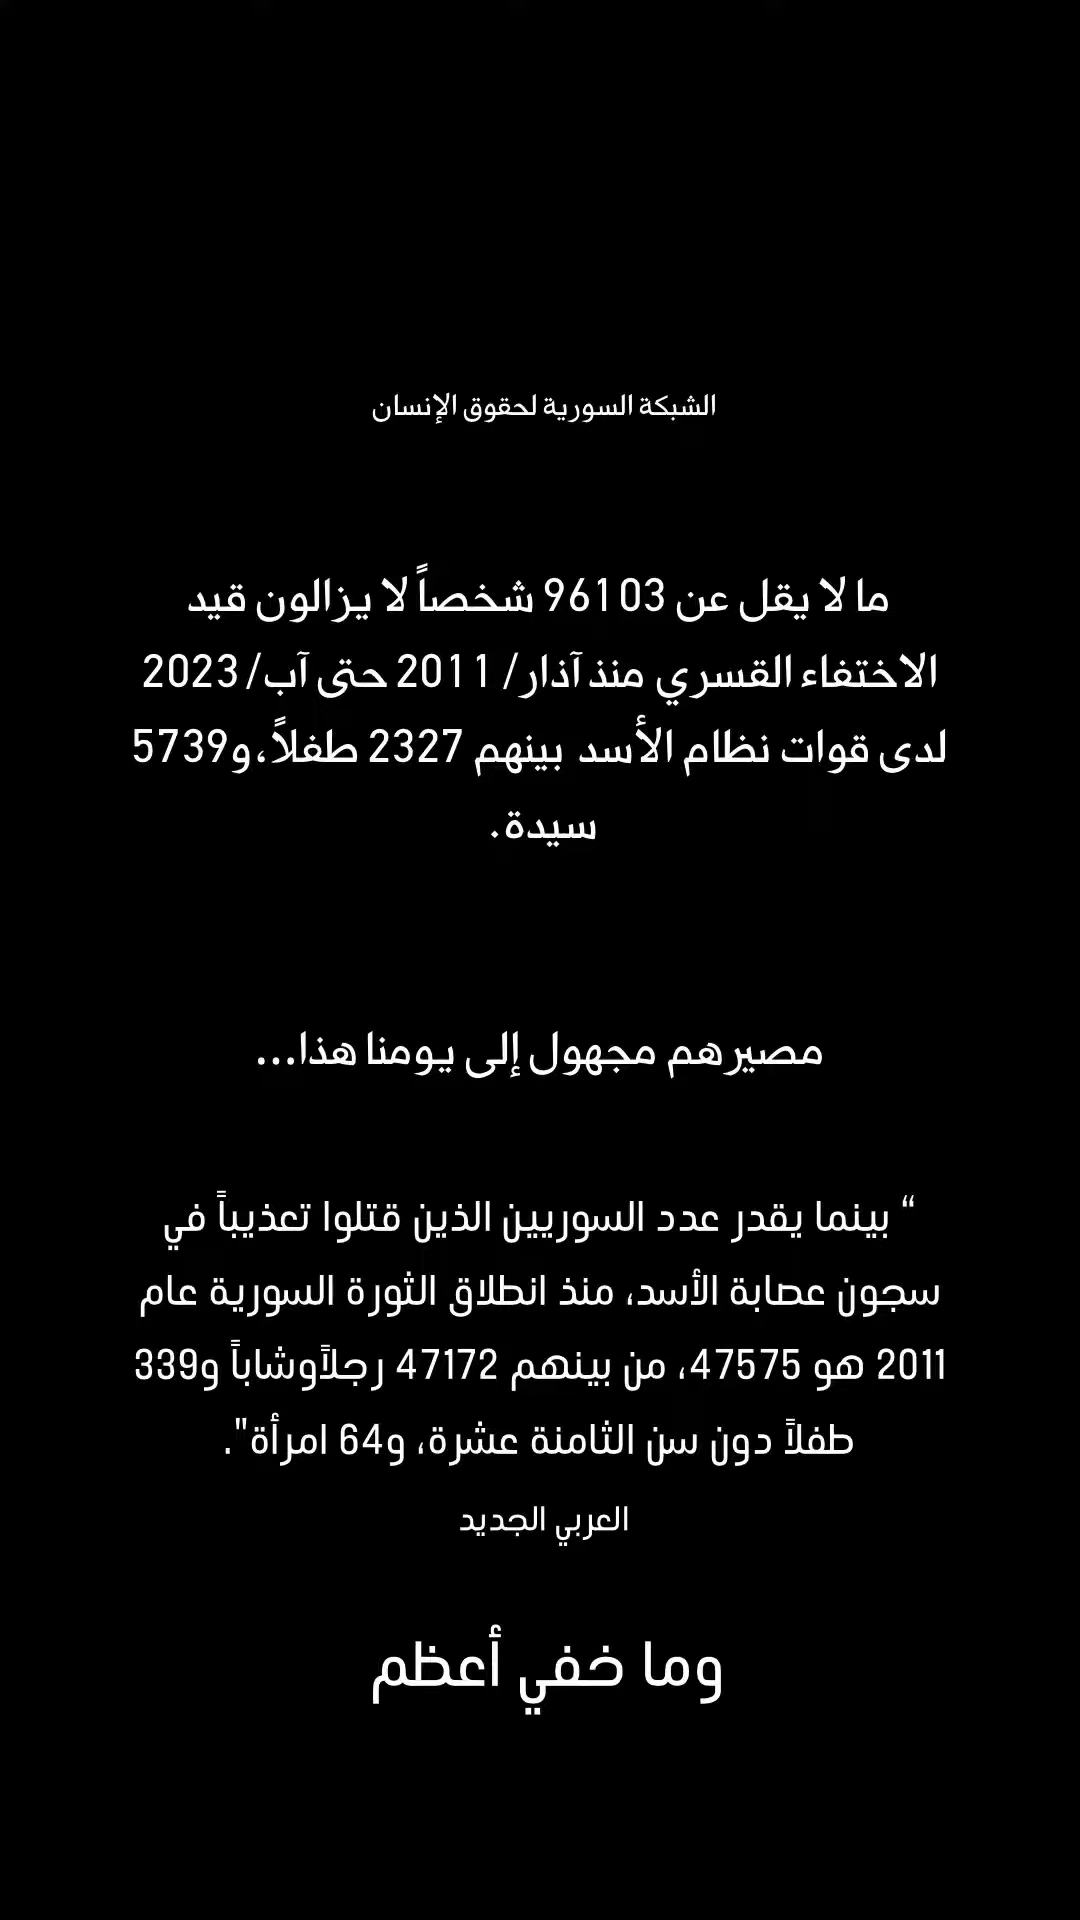 الشبكة السورية لحقوق الإنسان
ما لا يقل عن 96103 شخصاً لا يزالون قيد
الاختفاء القسري منذ آذار/ 2011 حتى آب/ 2023
لدى قوات نظام الأسد بينهم 2327 طفلاً، و5739
سيدة.
مصيرهم مجهول إلى يومنا هذا...
“ بينما يقدر عدد السوريين الذين قتلوا تعذيباً في
سجون عصابة الأسد، منذ انطلاق الثورة السورية عام
2011 هو 47575، من بينهم 47172 رجلاًوشاباً و339
طفلاً دون سن الثامنة عشرة، و64 امرأة".
العربي الجديد
وما خفي أعظم